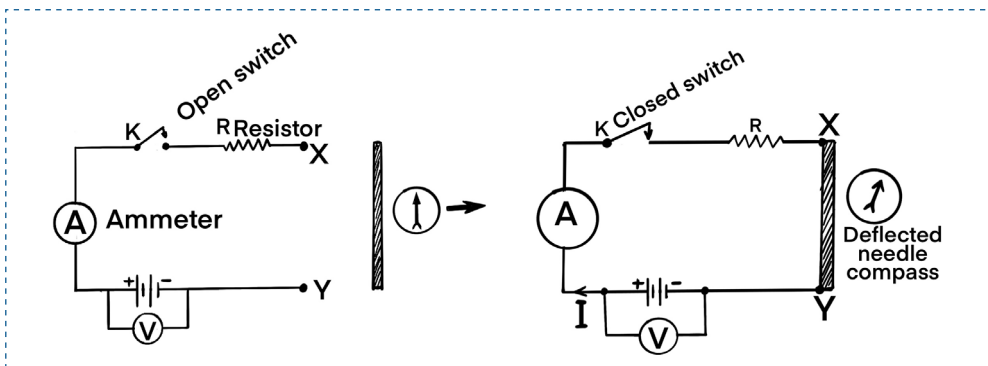 Open switch
K
R Resistor
X
A Ammeter
+ -
V
Y
K Closed switch
R
X
A
Deflected
needle
compass
I
+ -
V
Y